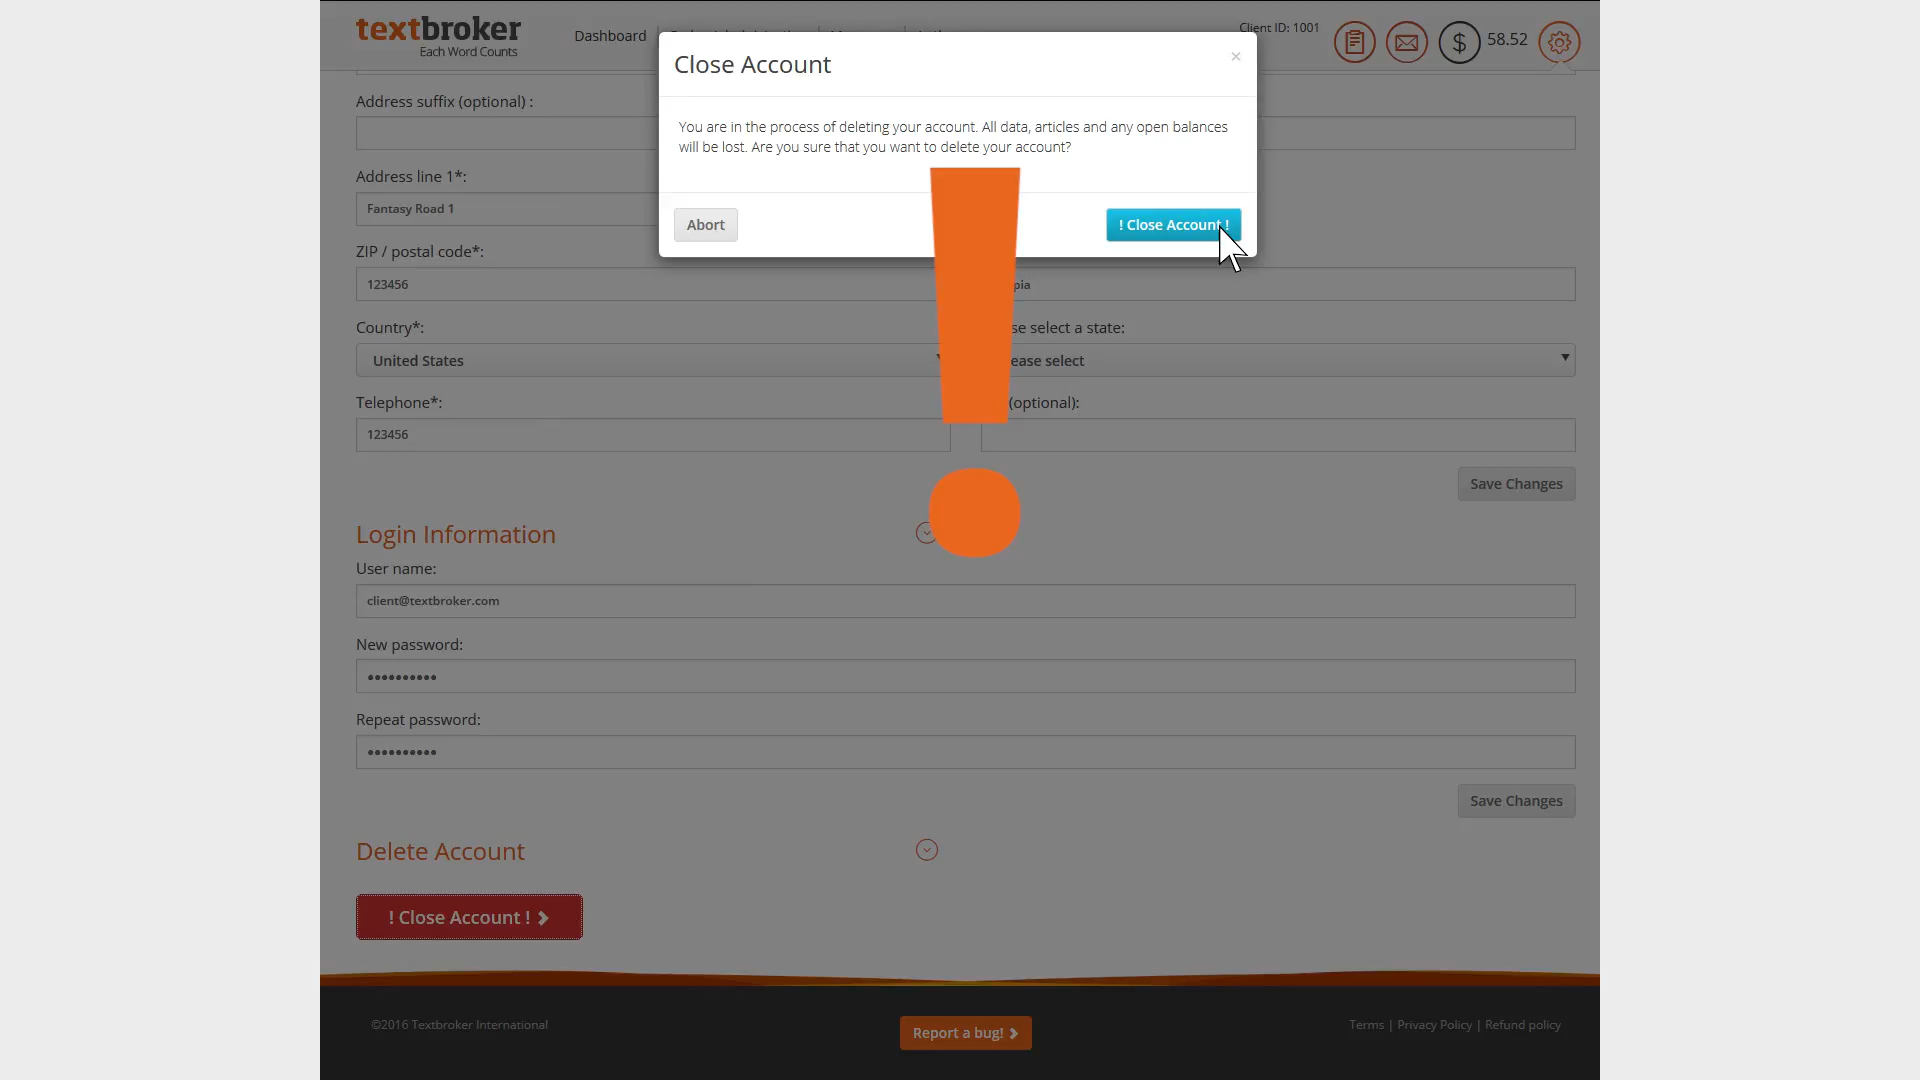 textbroker
Each Word Counts
Dashboard
Client ID: 1001
58.52
Close Account
×
You are in the process of deleting your account. All data, articles and any open balances
will be lost. Are you sure that you want to delete your account?
Abort
! Close Account !
!
Address suffix (optional) :
Address line 1*:
Fantasy Road 1
ZIP / postal code*:
123456
pia
Country*:
se select a state:
United States
ease select
Telephone*:
(optional):
123456
Save Changes
Login Information
User name:
client@textbroker.com
New password:
••••••••••
Repeat password:
••••••••••
Save Changes
Delete Account
! Close Account !
©2016 Textbroker International
Report a bug!
Terms | Privacy Policy | Refund policy